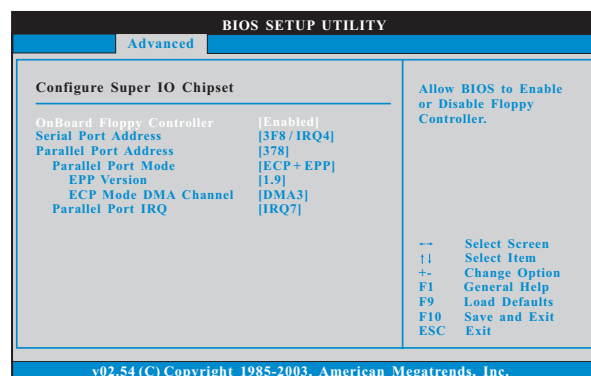 BIOS SETUP UTILITY
Advanced
Configure Super IO Chipset
OnBoard Floppy Controller [Enabled]
Serial Port Address [3F8 / IRQ4]
Parallel Port Address [378]
Parallel Port Mode [ECP + EPP]
EPP Version [1.9]
ECP Mode DMA Channel [DMA3]
Parallel Port IRQ [IRQ7]
Allow BIOS to Enable
or Disable Floppy
Controller.
←→ Select Screen
↑↓ Select Item
+- Change Option
F1 General Help
F9 Load Defaults
F10 Save and Exit
ESC Exit
v02.54 (C) Copyright 1985-2003, American Megatrends, Inc.